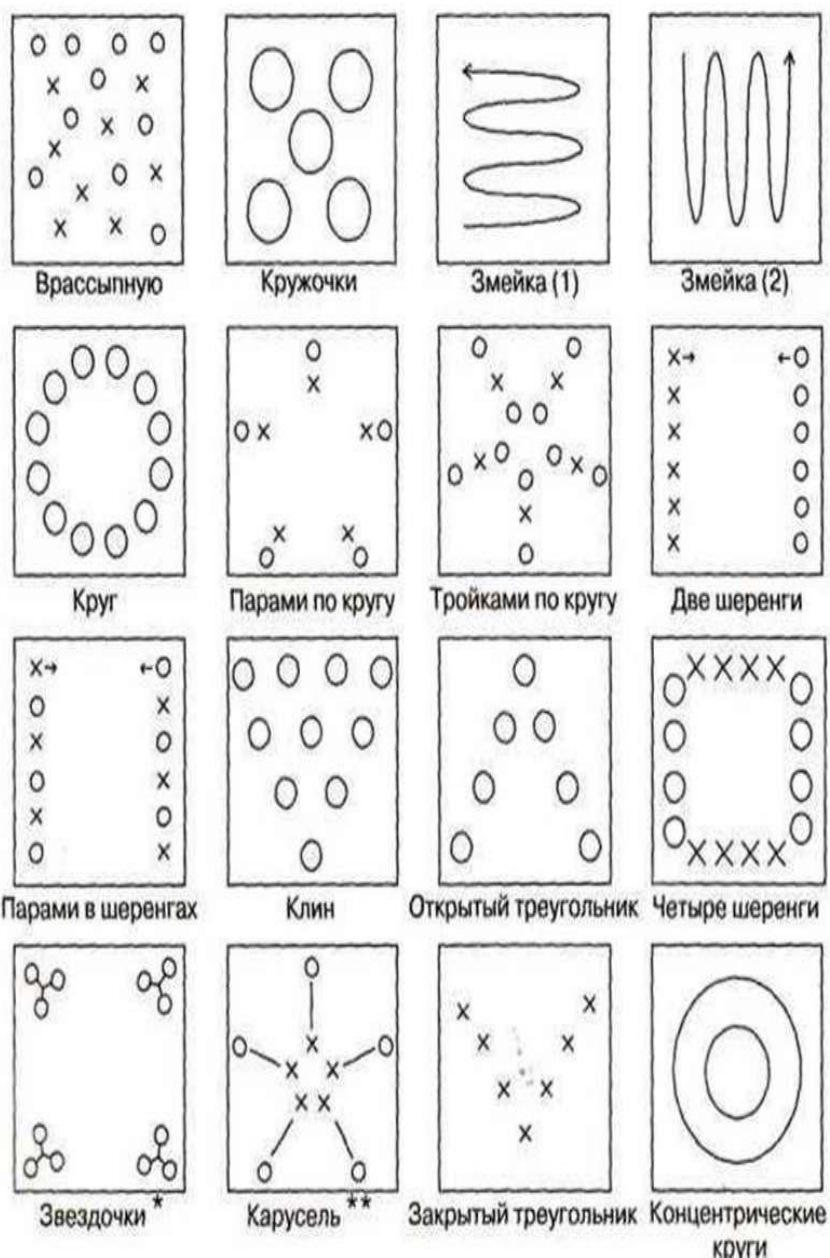 Врассыпную Кружочки Змейка (1) Змейка (2)
Круг Парами по кругу Тройками по кругу Две шеренги
Парами в шеренгах Клин Открытый треугольник Четыре шеренги
Звездочки * Карусель ** Закрытый треугольник Концентрические
круги